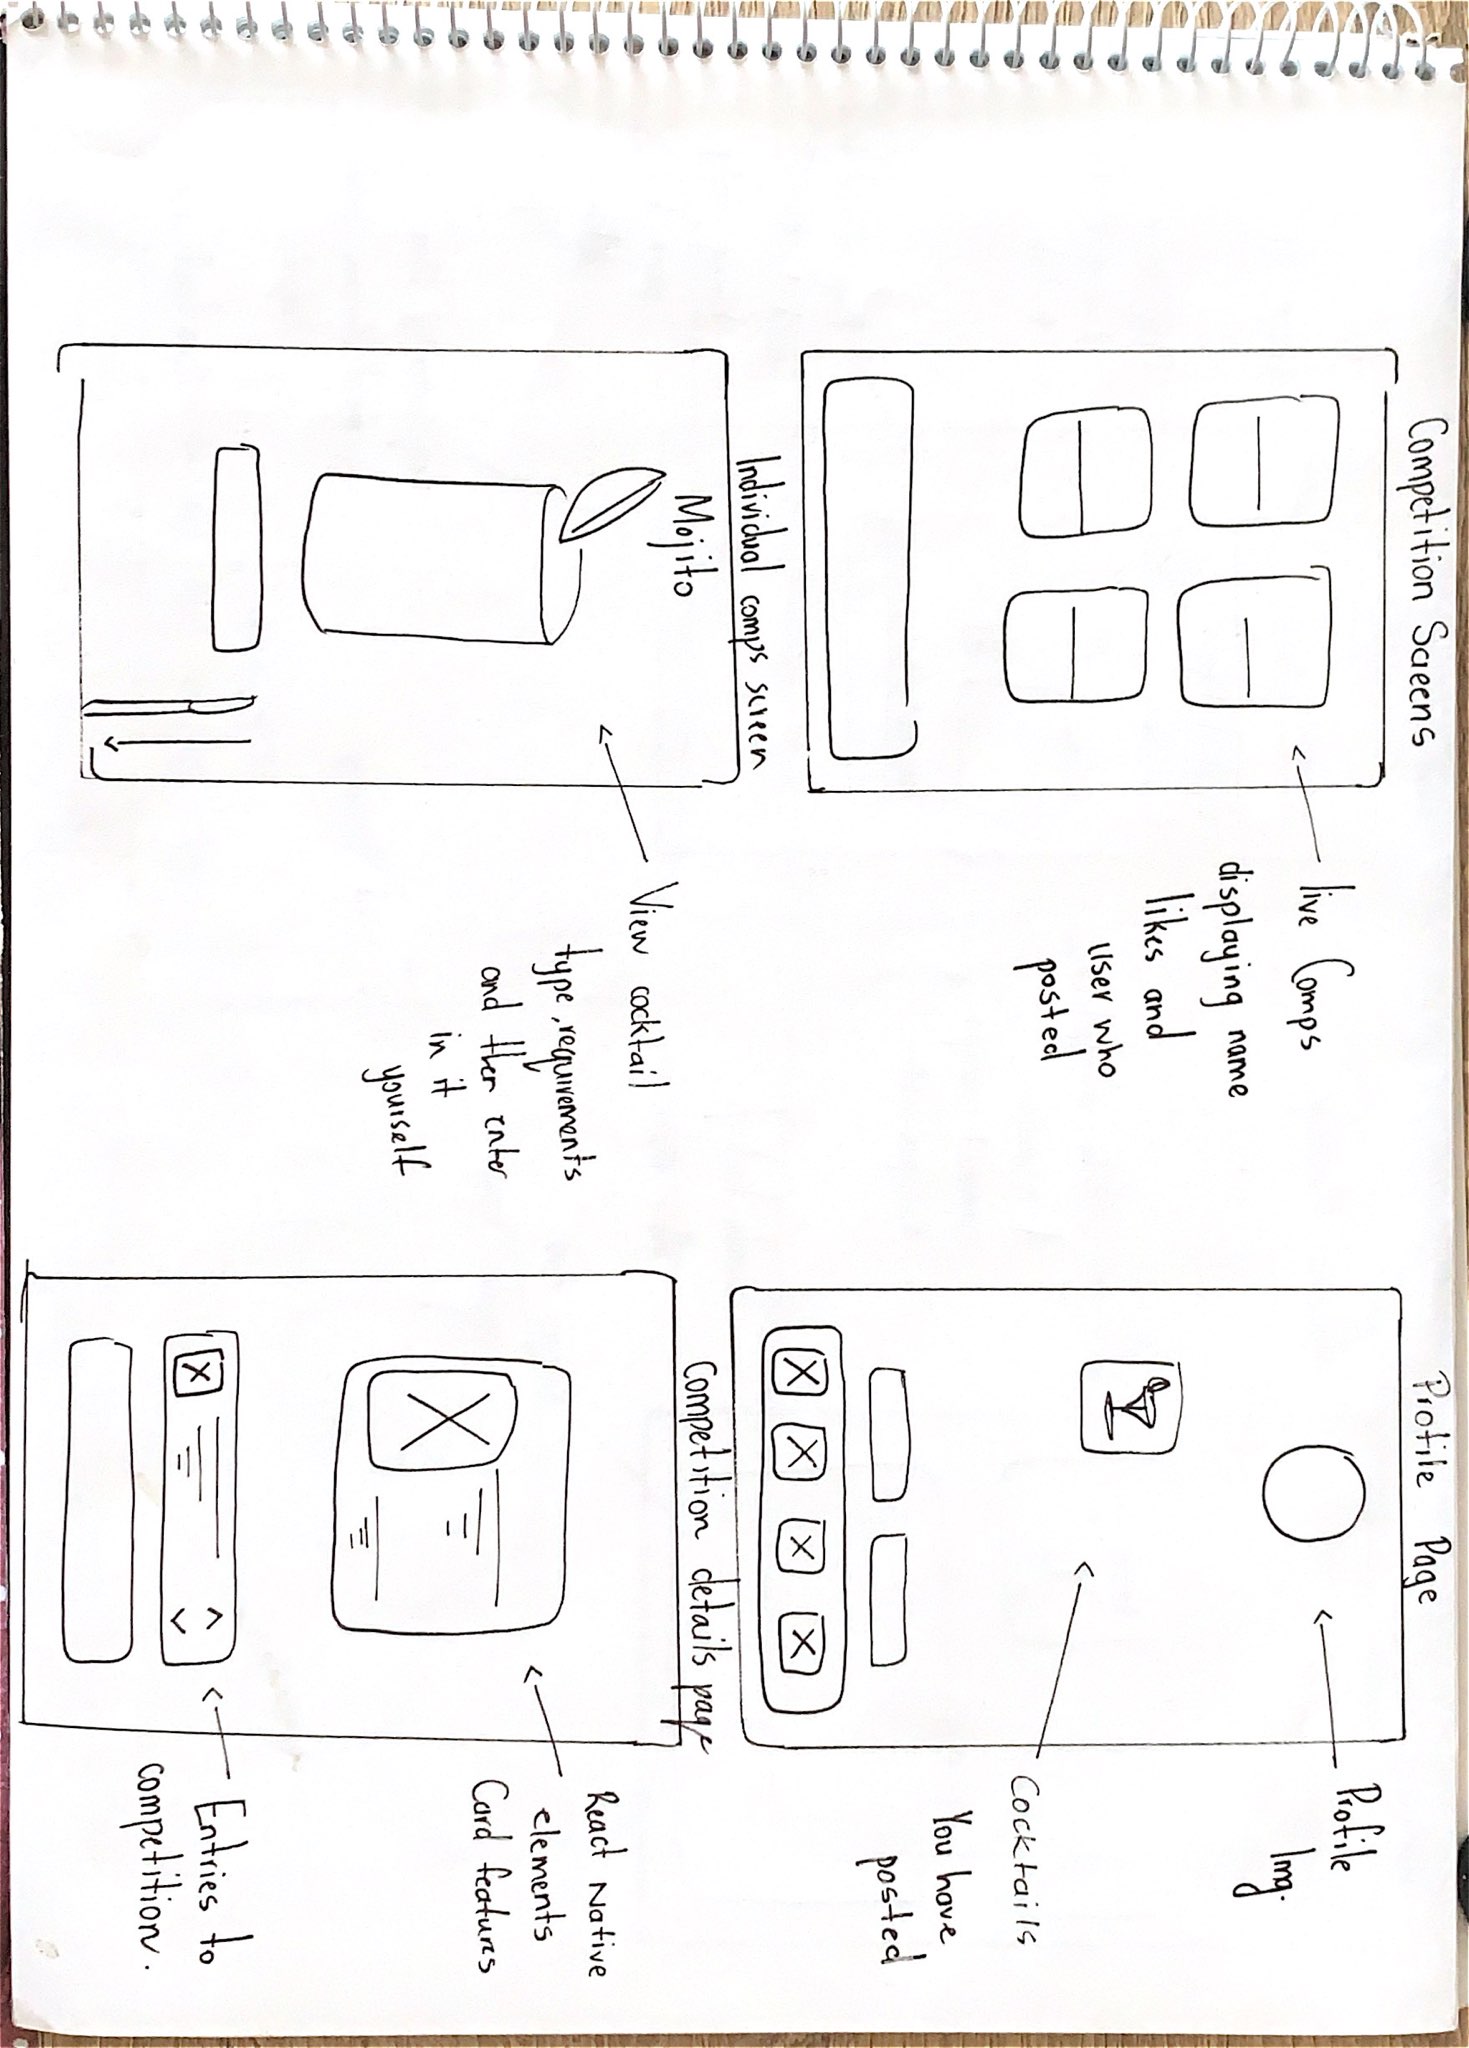 Competition Screens
live Comps
displaying name
likes and
user who
posted
Profile Page
Profile
Img.
Cocktails
You have
posted
Individual comps screen
Mojito
View cocktail
type, requirements
and then enter
in it
yourself
Competition details page
React Native
elements
Card features
Entries to
competition.